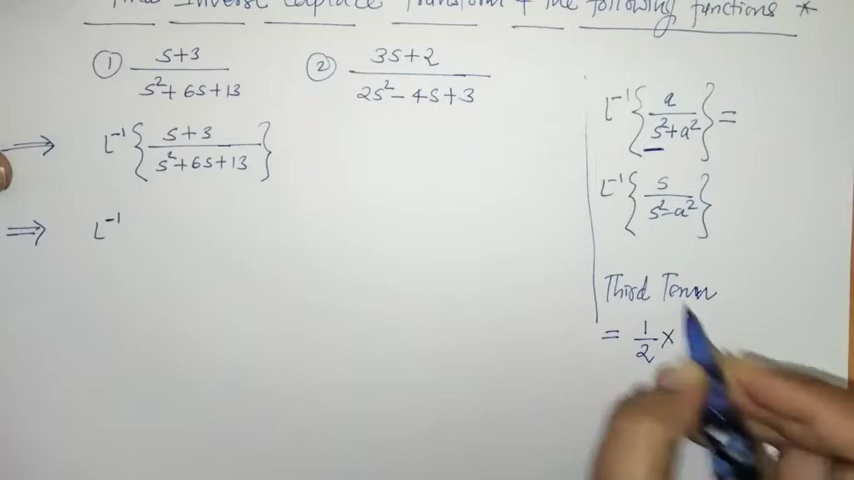 Inverse Laplace Transform of the following functions *
① s+3/s²+6s+13 ② 3s+2/2s²-4s+3
⇒ L⁻¹{s+3/s²+6s+13}
⇒ L⁻¹
L⁻¹{a/s²+a²} =
L⁻¹{s/s²-a²}
Third Term
= 1/2 ×